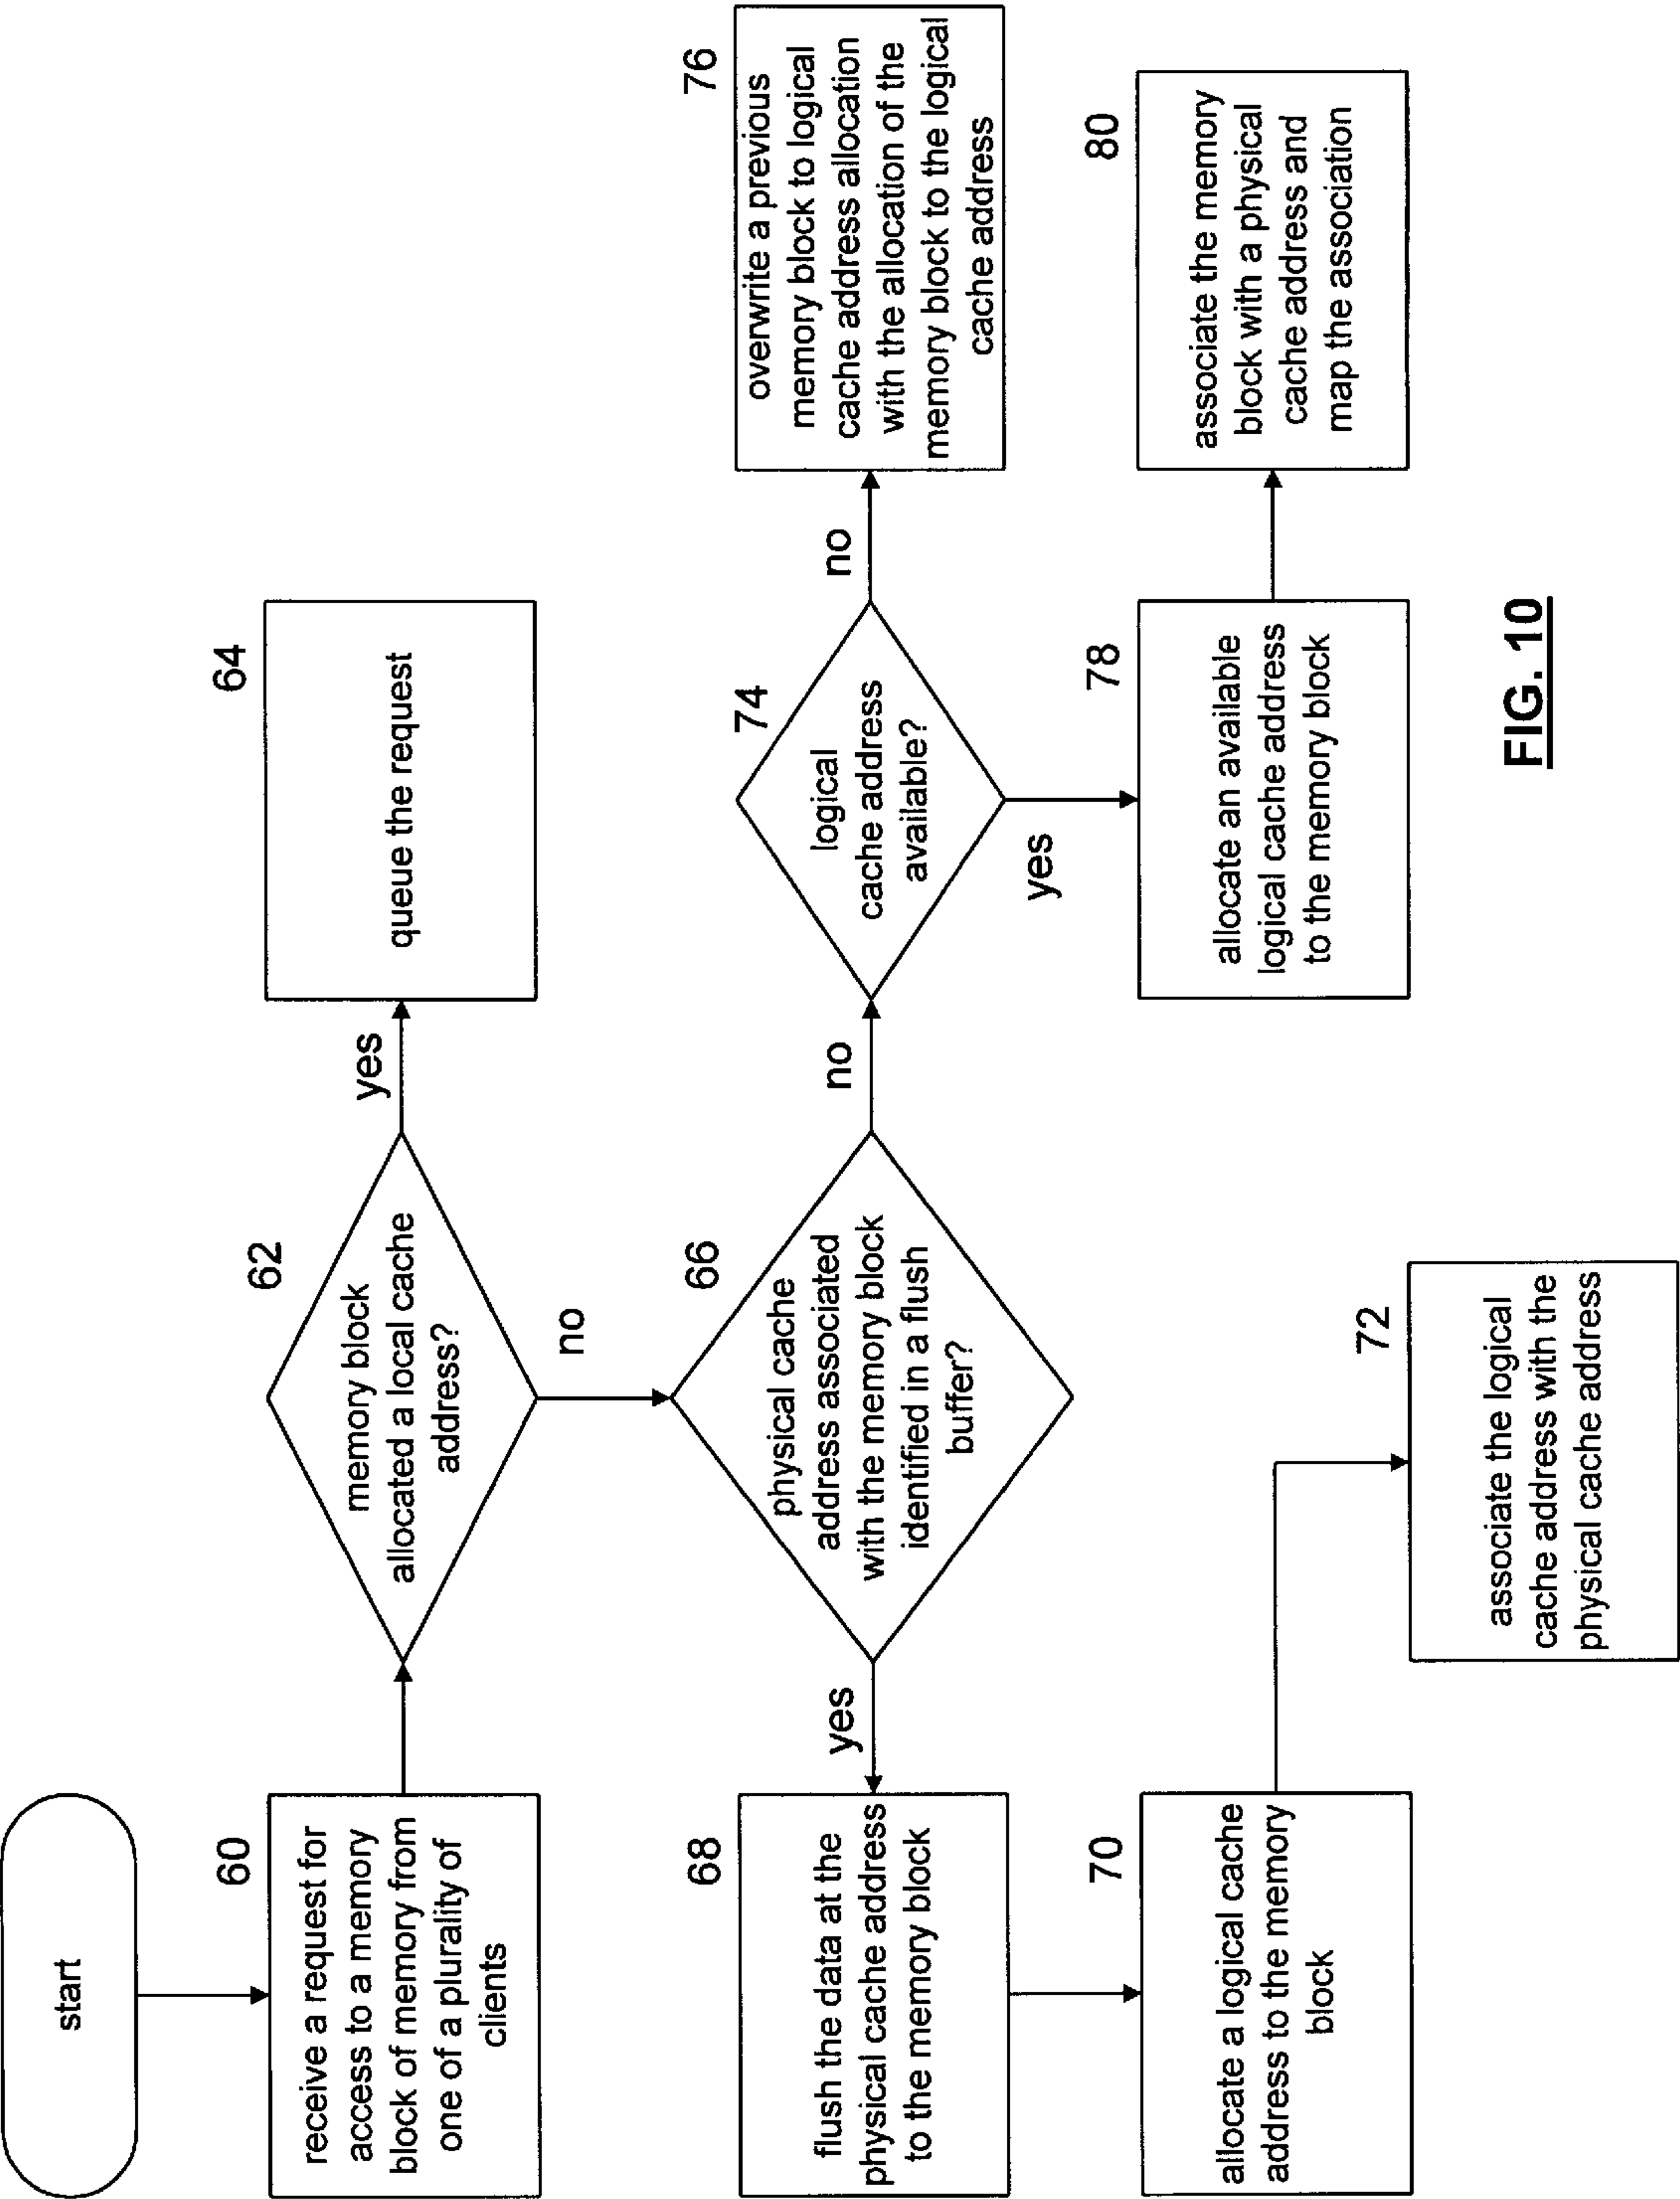 start
60
receive a request for
access to a memory
block of memory from
one of a plurality of
clients
62
memory block
allocated a local cache
address?
yes
64
queue the request
no
66
physical cache
address associated
with the memory block
identified in a flush
buffer?
yes
68
flush the data at the
physical cache address
to the memory block
70
allocate a logical cache
address to the memory
block
72
associate the logical
cache address with the
physical cache address
no
74
logical
cache address
available?
no
76
overwrite a previous
memory block to logical
cache address allocation
with the allocation of the
memory block to the logical
cache address
yes
78
allocate an available
logical cache address
to the memory block
80
associate the memory
block with a physical
cache address and
map the association
FIG. 10